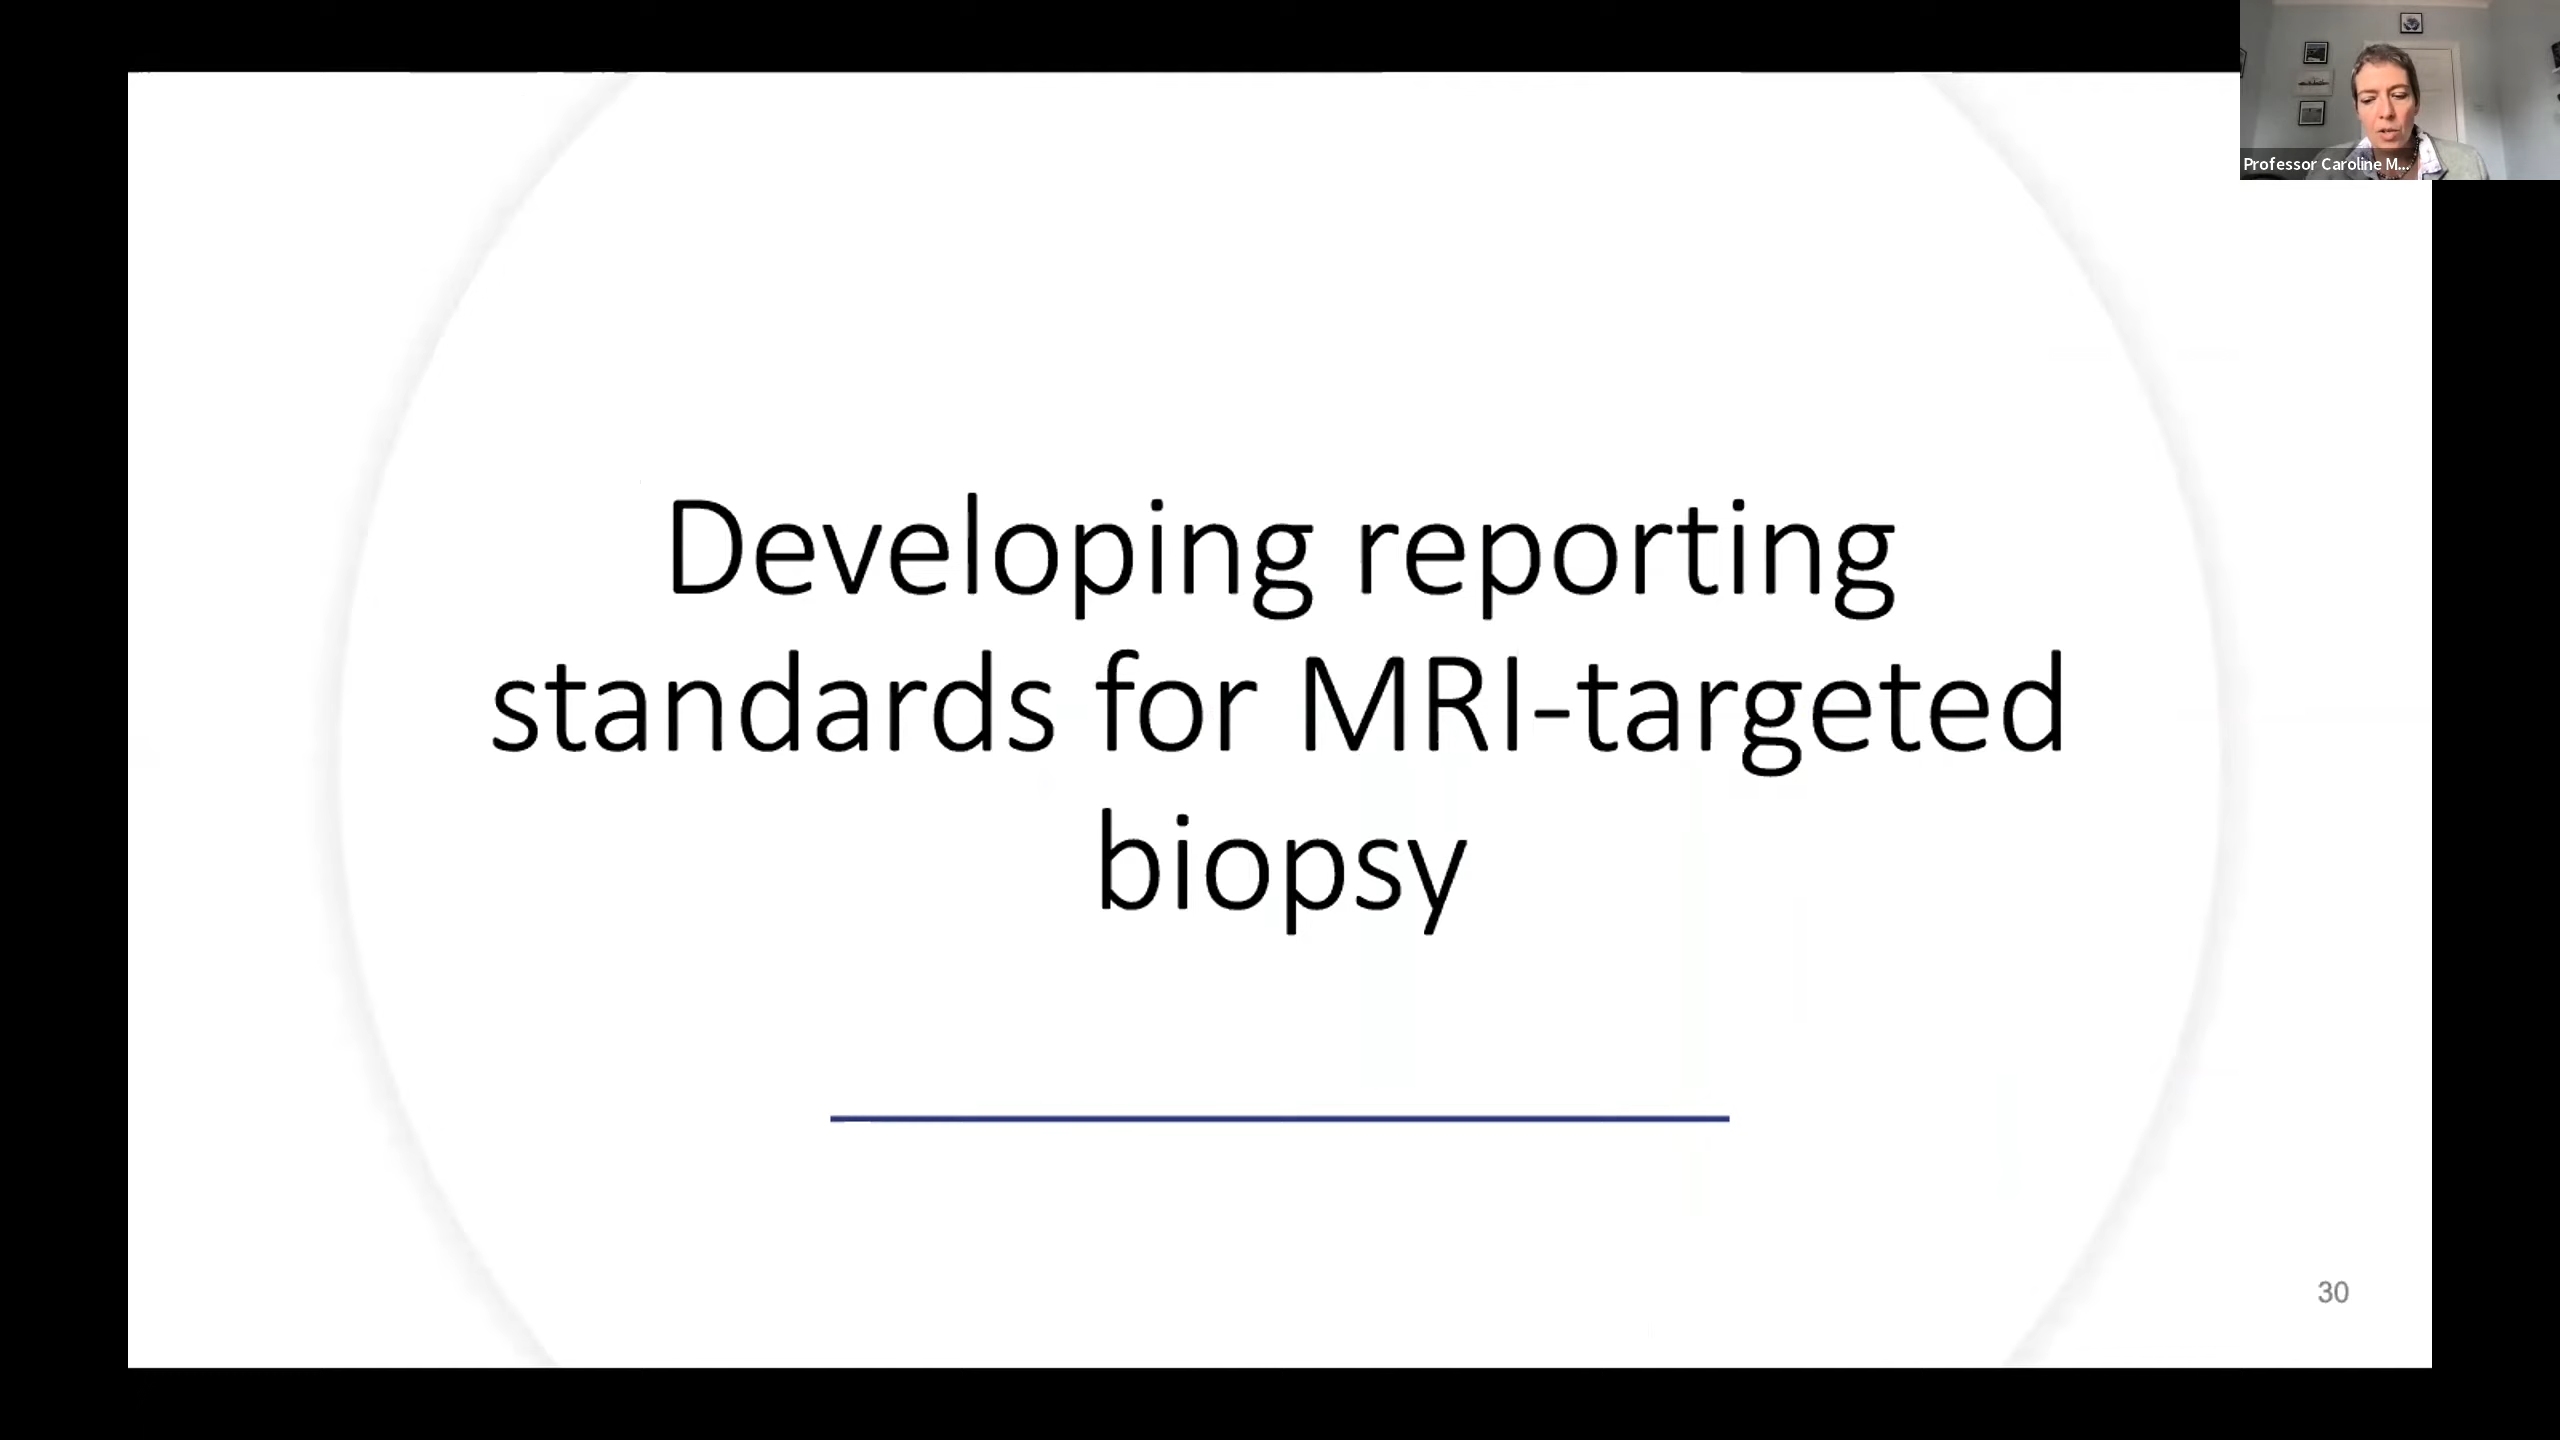 Professor Caroline M...
Developing reporting
standards for MRI-targeted
biopsy
30